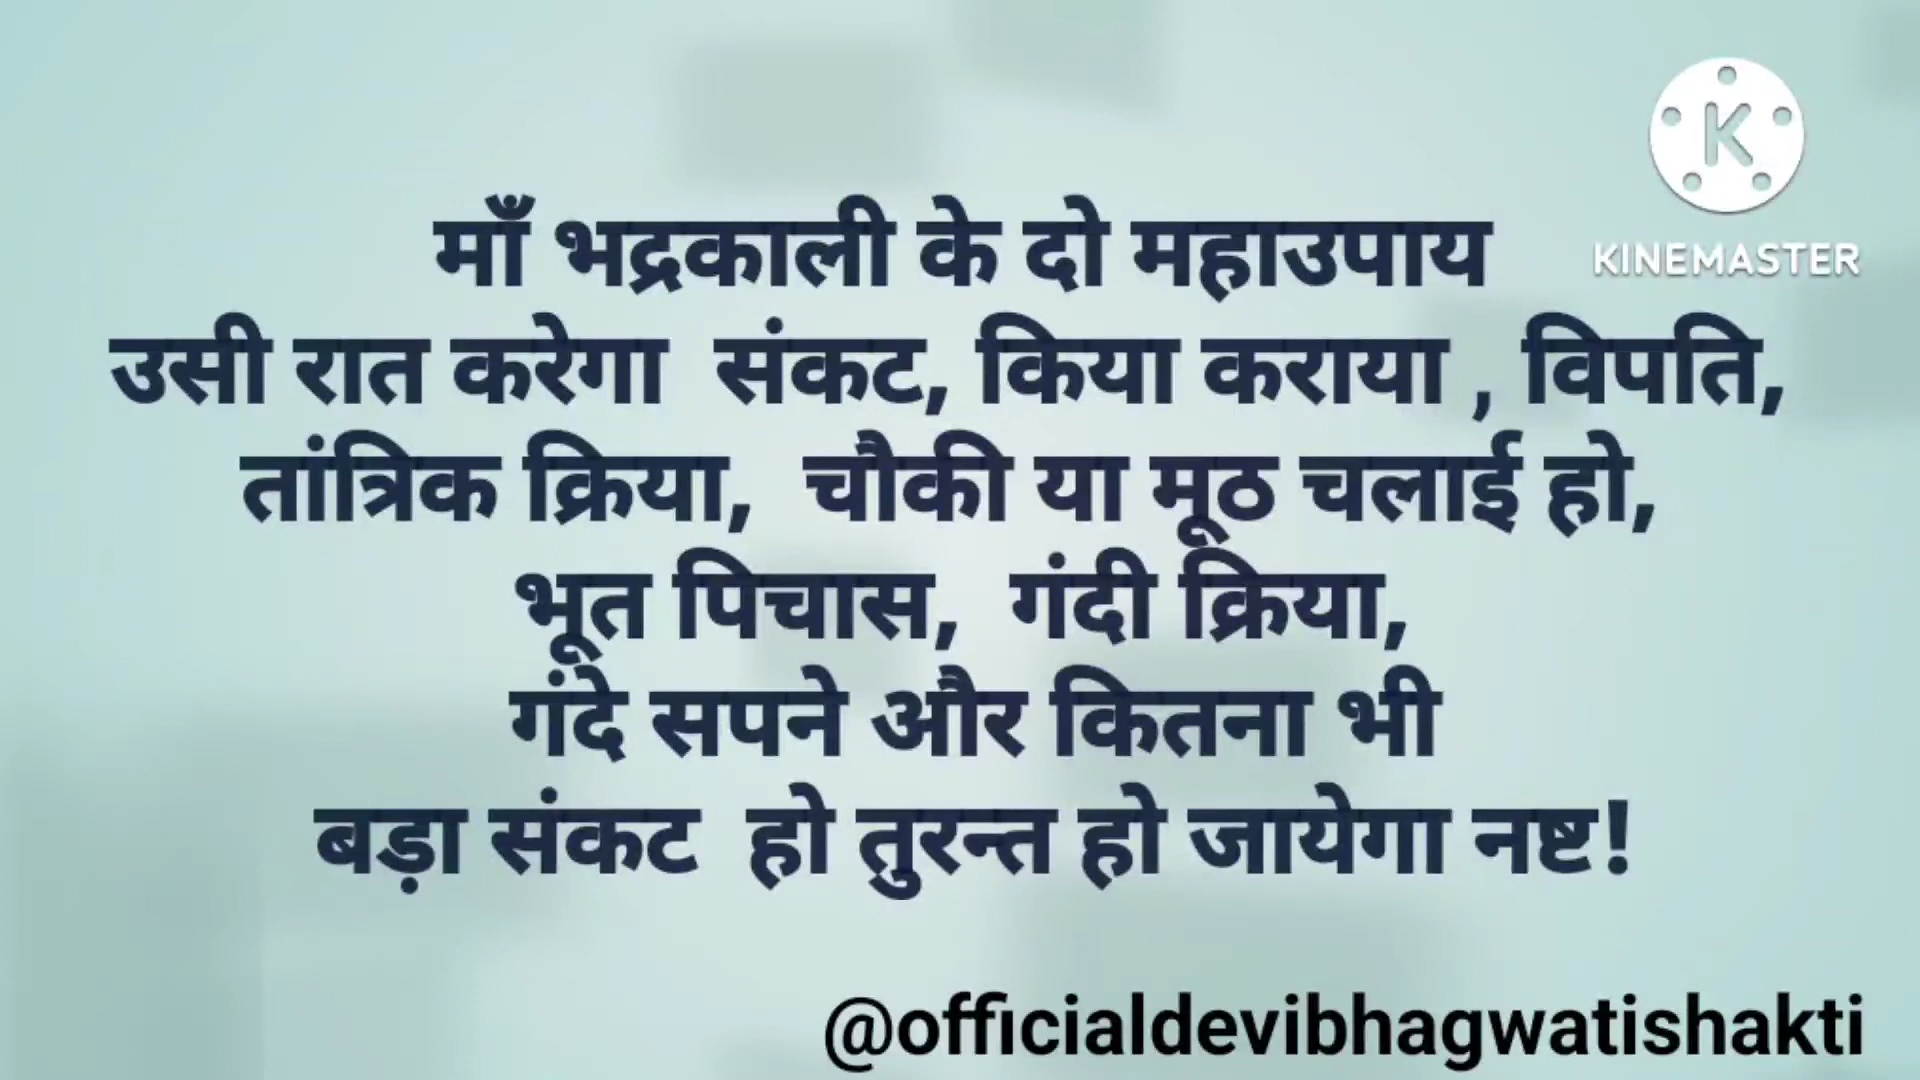 माँ भद्रकाली के दो महाउपाय
उसी रात करेगा संकट, किया कराया , विपति,
तांत्रिक क्रिया, चौकी या मूठ चलाई हो,
भूत पिचास, गंदी क्रिया,
गंदे सपने और कितना भी
बड़ा संकट हो तुरन्त हो जायेगा नष्ट!
K
KINEMASTER
@officialdevibhagwatishakti